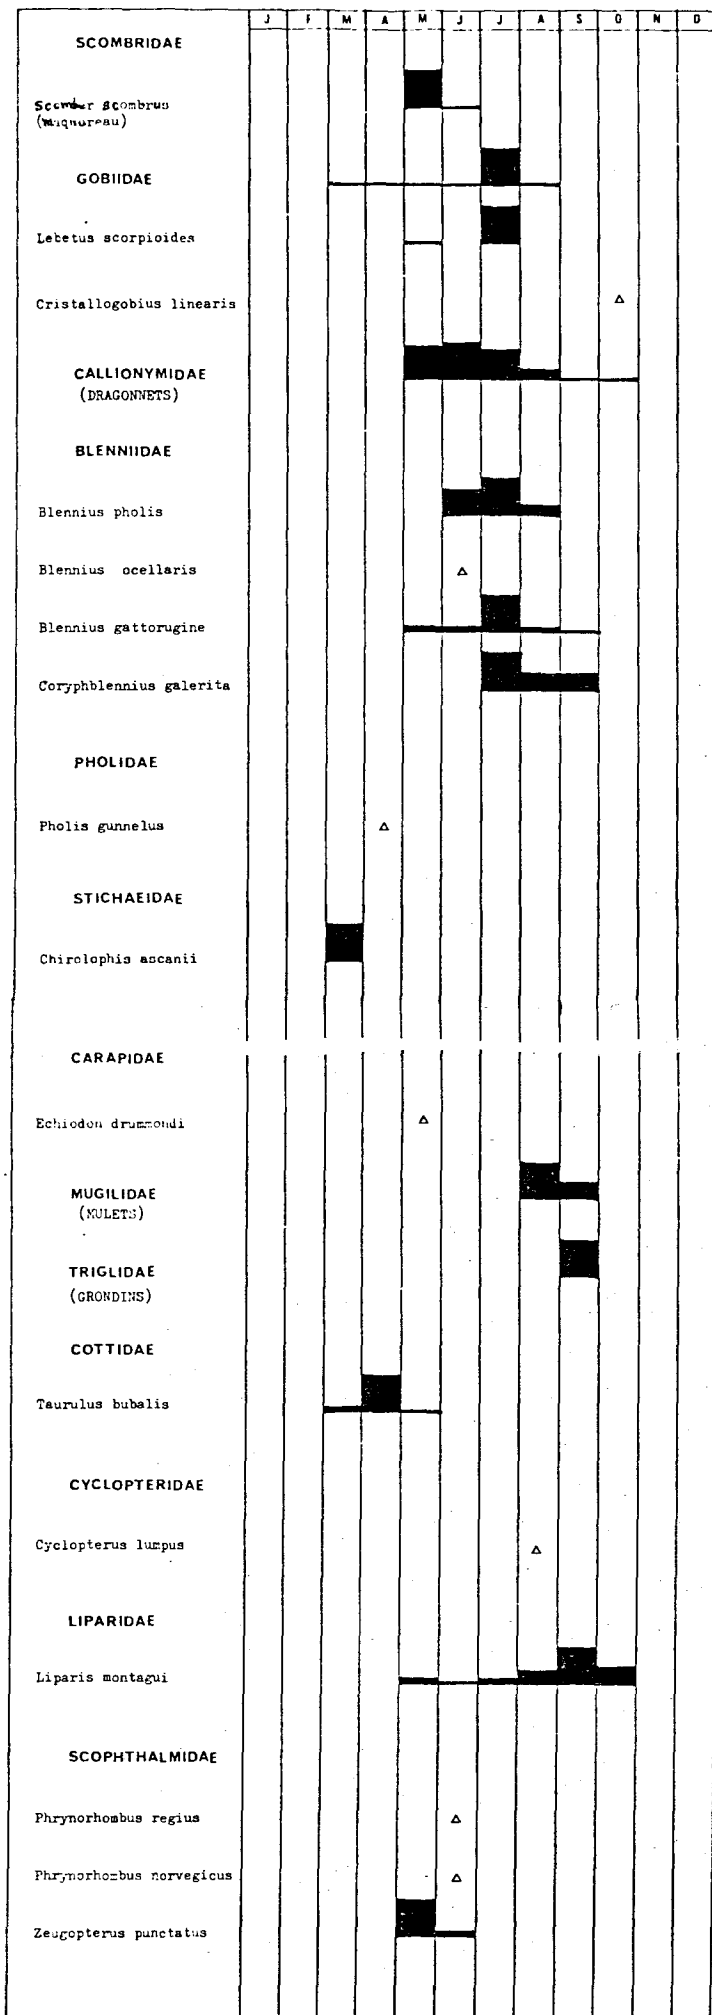 J F M A M J J A S O N D
SCOMBRIDAE
Scomber Scombrus
(Maquereau)
GOBIIDAE
Lebetus scorpioides
Cristallogobius linearis
CALLIONYMIDAE
(DRAGONNETS)
BLENNIIDAE
Blennius pholis
Blennius ocellaris
Blennius gattorugine
Coryphblennius galerita
PHOLIDAE
Pholis gunnelus
STICHAEIDAE
Chirolophis ascanii
CARAPIDAE
Echiodon drummondi
MUGILIDAE
(MULETS)
TRIGLIDAE
(GRONDINS)
COTTIDAE
Taurulus bubalis
CYCLOPTERIDAE
Cyclopterus lumpus
LIPARIDAE
Liparis montagui
SCOPHTHALMIDAE
Phrynorhombus regius
Phrynorhombus norvegicus
Zeugopterus punctatus